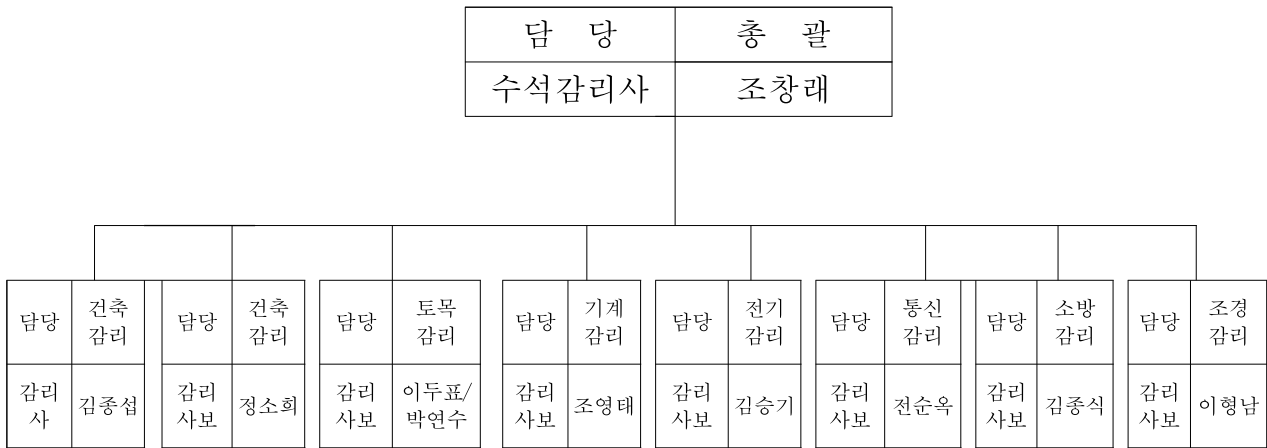 담 당 총 괄
수석감리사 조창래
담당 건축 감리 담당 건축 감리 담당 토목 감리 담당 기계 감리 담당 전기 감리 담당 통신 감리 담당 소방 감리 담당 조경 감리
감리 사 김종섭 감리 사보 정소희 감리 사보 이두표/ 박연수 감리 사보 조영태 감리 사보 김승기 감리 사보 전순옥 감리 사보 김종식 감리 사보 이형남